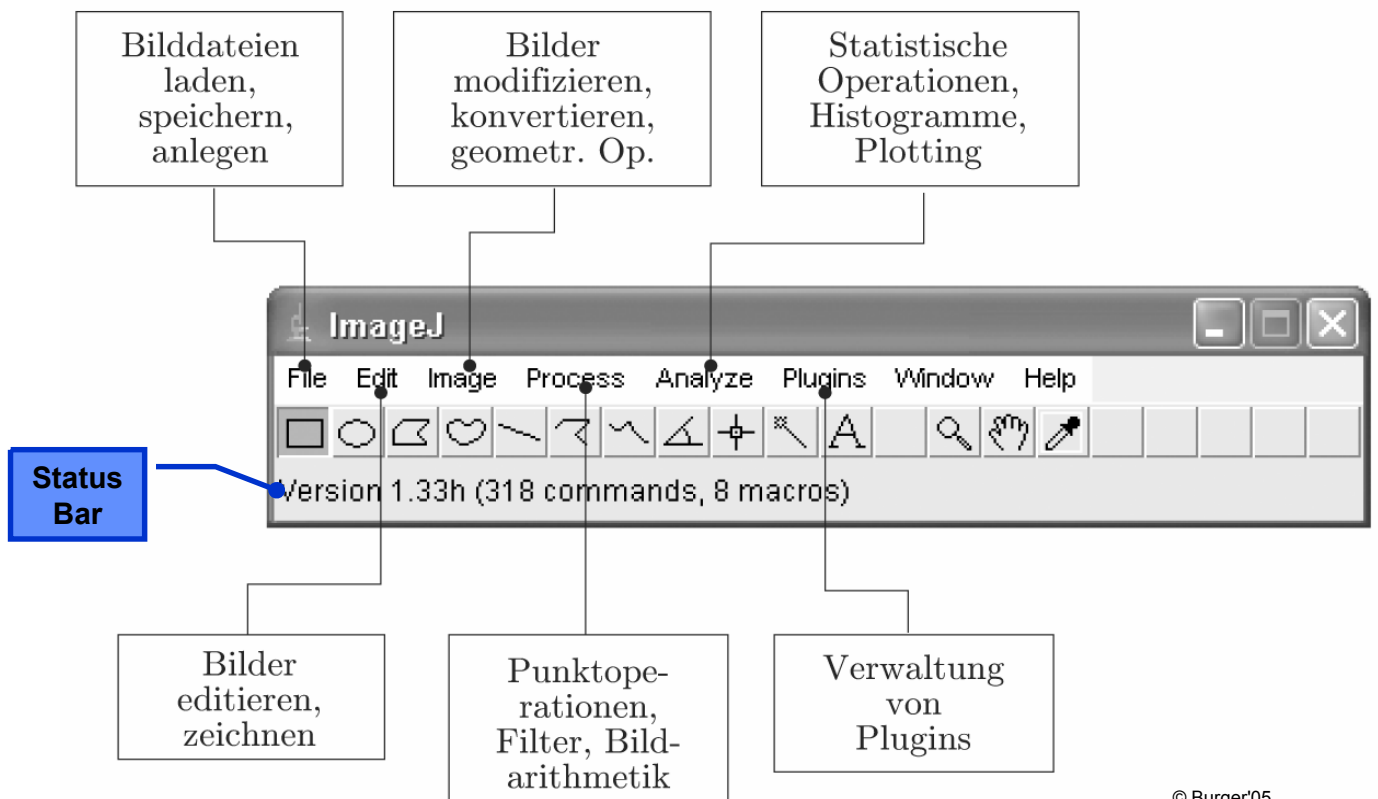 Bilddateien
laden,
speichern,
anlegen
Bilder
modifizieren,
konvertieren,
geometr. Op.
Statistische
Operationen,
Histogramme,
Plotting
ImageJ
File Edit Image Process Analyze Plugins Window Help
A
Status
Bar
Version 1.33h (318 commands, 8 macros)
Bilder
editieren,
zeichnen
Punktope-
rationen,
Filter, Bild-
arithmetik
Verwaltung
von
Plugins
© Burger'05